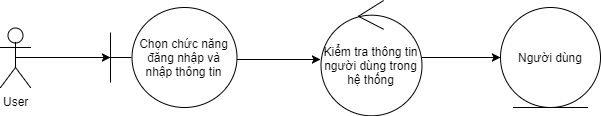 User
Chọn chức năng
đăng nhập và
nhập thông tin
Kiểm tra thông tin
người dùng trong
hệ thống
Người dùng